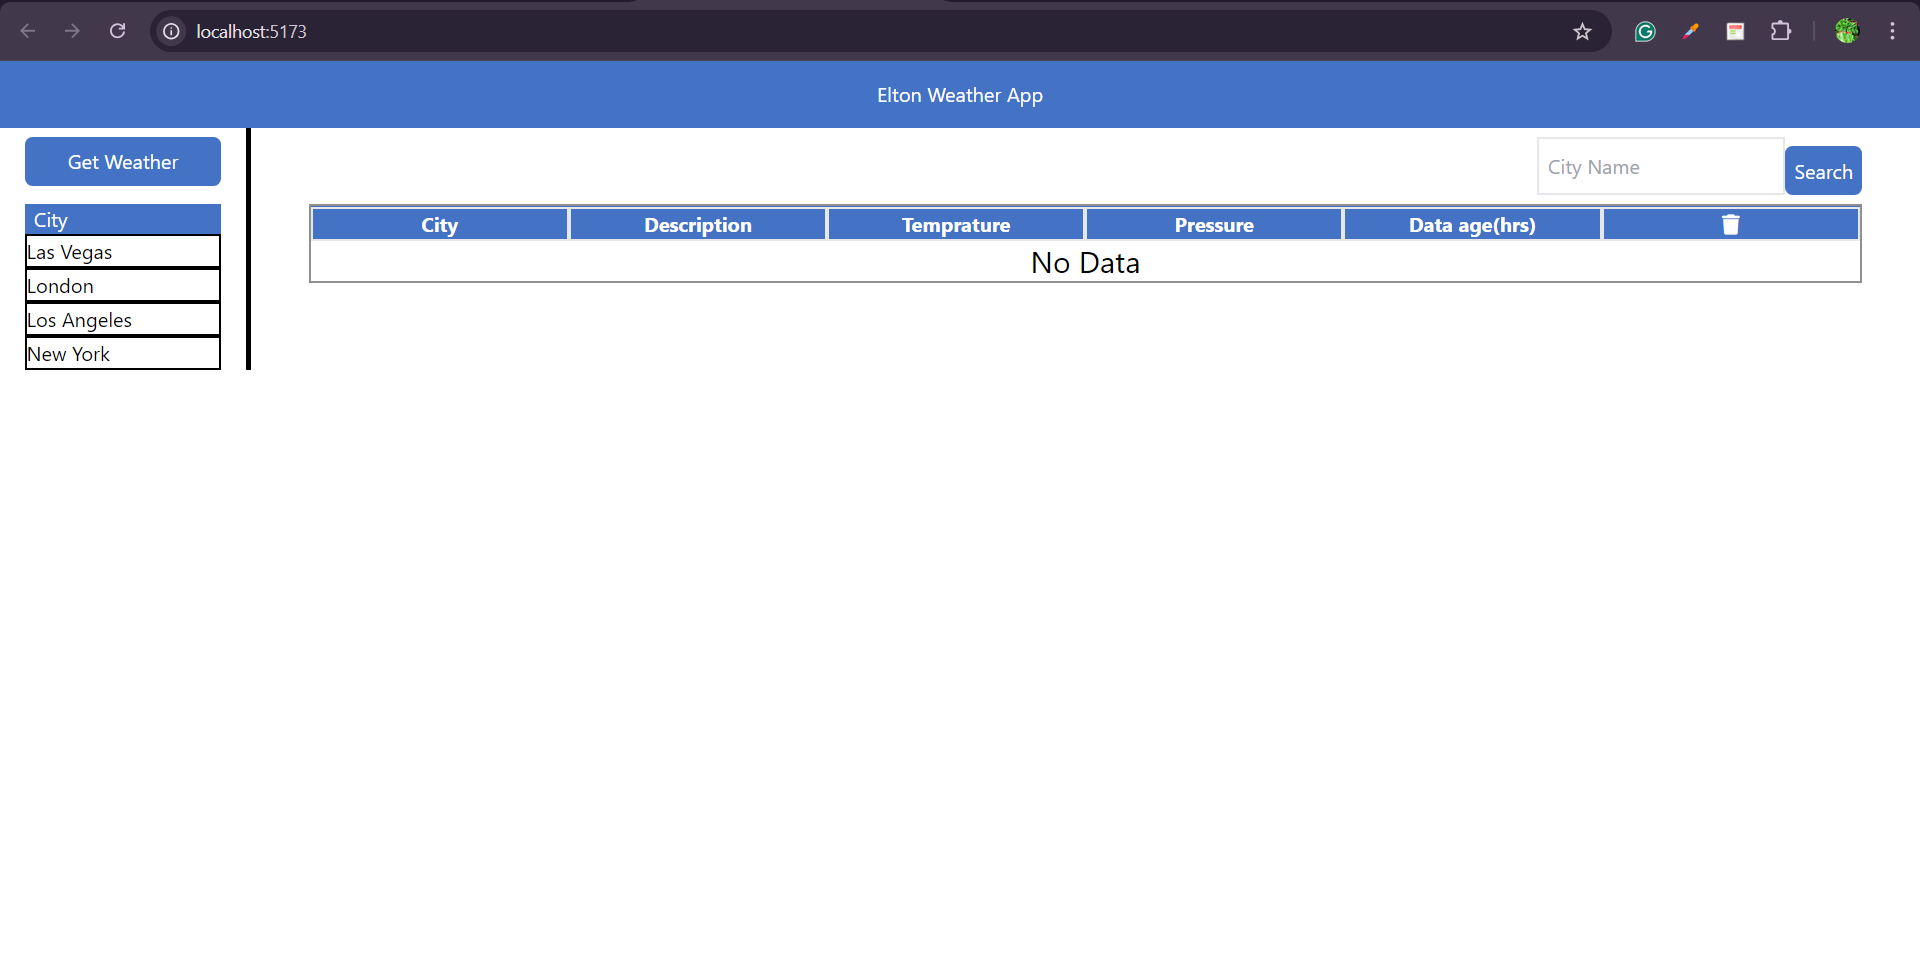 localhost:5173
Elton Weather App
Get Weather
City
Las Vegas
London
Los Angeles
New York
City Name
Search
City Description Temprature Pressure Data age(hrs)
No Data